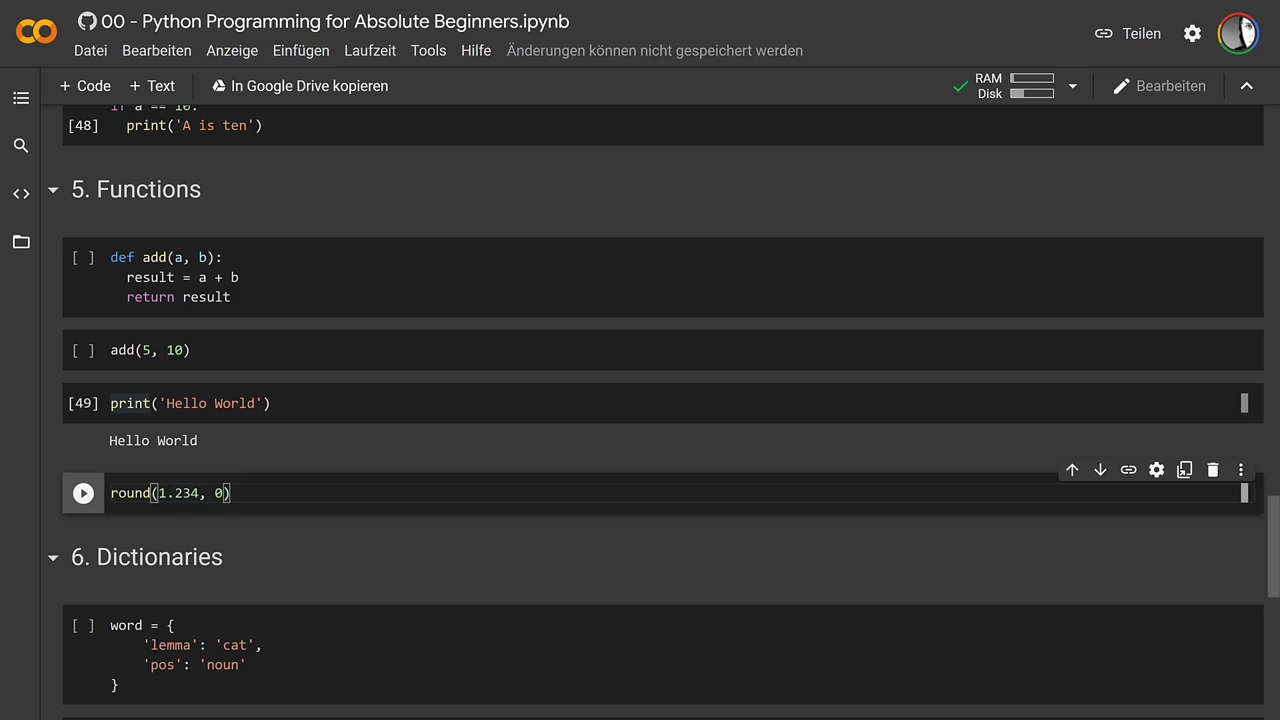 00 - Python Programming for Absolute Beginners.ipynb
Datei Bearbeiten Anzeige Einfügen Laufzeit Tools Hilfe Änderungen können nicht gespeichert werden
Teilen
+ Code + Text In Google Drive kopieren
RAM
Disk
Bearbeiten
if a == 10:
[48] print('A is ten')
5. Functions
[ ] def add(a, b):
result = a + b
return result
[ ] add(5, 10)
[49] print('Hello World')
Hello World
round(1.234, 0)
6. Dictionaries
[ ] word = {
'lemma': 'cat',
'pos': 'noun'
}